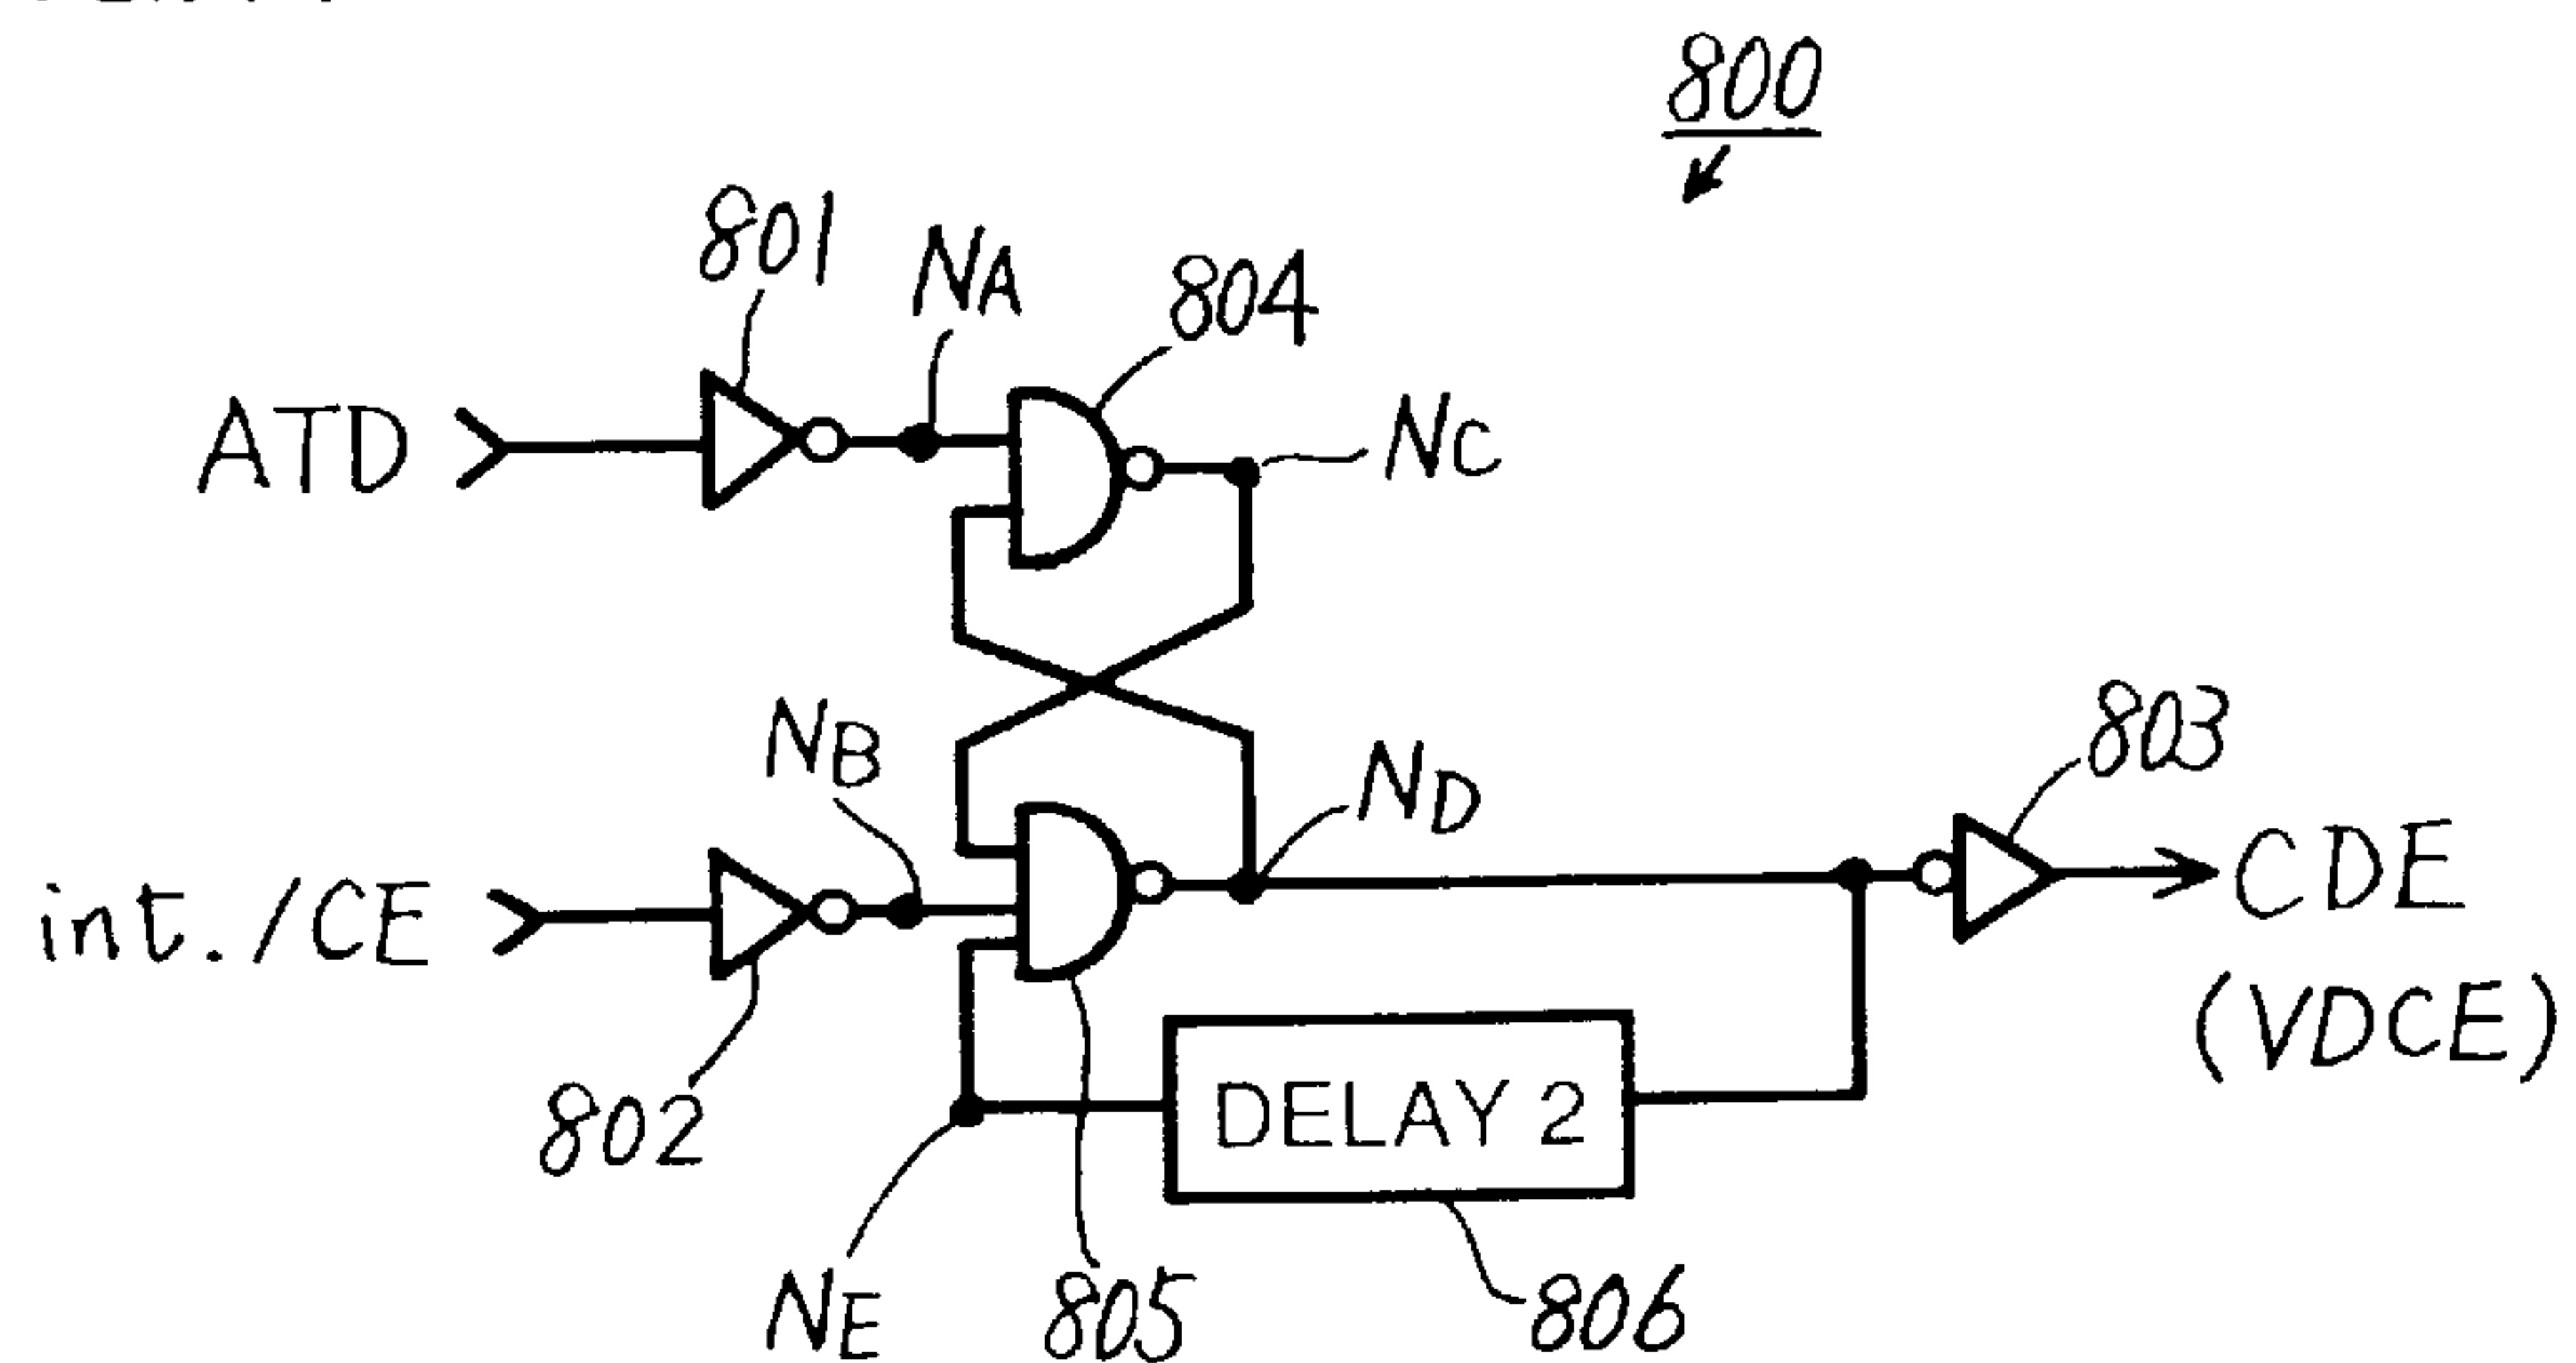 800
801
NA
804
ATD
NC
NB
ND
803
int./CE
CDE
(VDCE)
DELAY 2
802
NE
805
806